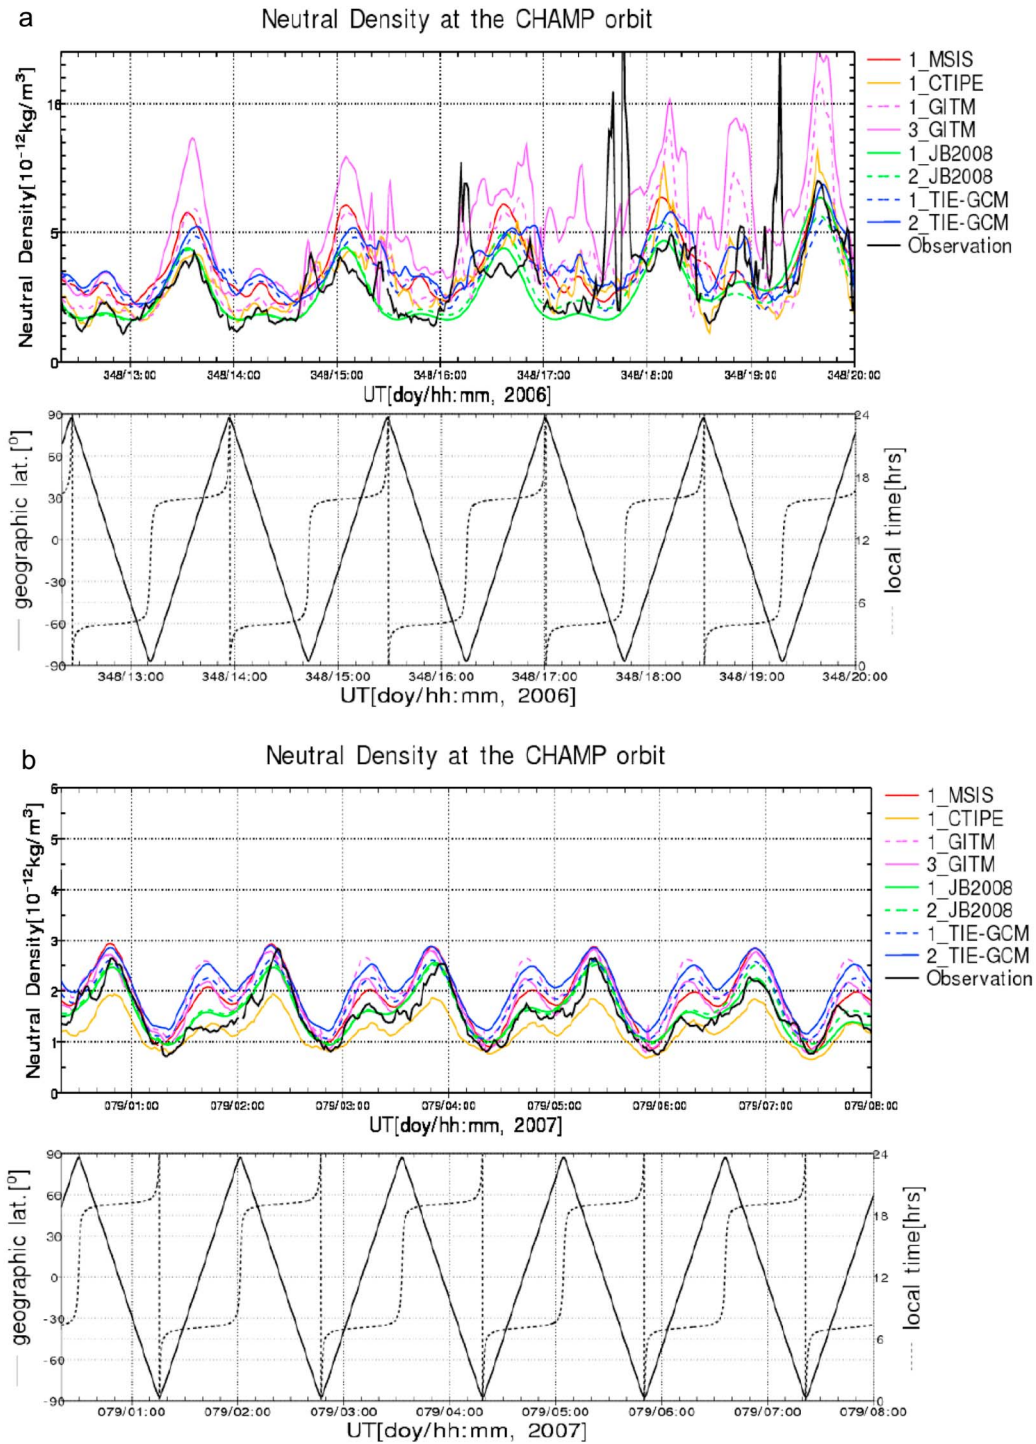 a
Neutral Density at the CHAMP orbit
Neutral Density[10⁻¹²kg/m³]
10
5
0
1_MSIS
1_CTIPE
1_GITM
3_GITM
1_JB2008
2_JB2008
1_TIE-GCM
2_TIE-GCM
Observation
348/13:00 348/14:00 348/15:00 348/16:00 348/17:00 348/18:00 348/19:00 348/20:00
UT[doy/hh:mm, 2006]
geographic lat.[⁰]
90
60
30
0
-30
-60
-90
24
18
12
6
0
local time[hrs]
348/13:00 348/14:00 348/15:00 348/16:00 348/17:00 348/18:00 348/19:00 348/20:00
UT[doy/hh:mm, 2006]
b
Neutral Density at the CHAMP orbit
Neutral Density[10⁻¹²kg/m³]
6
5
4
3
2
1
0
1_MSIS
1_CTIPE
1_GITM
3_GITM
1_JB2008
2_JB2008
1_TIE-GCM
2_TIE-GCM
Observation
079/01:00 079/02:00 079/03:00 079/04:00 079/05:00 079/06:00 079/07:00 079/08:00
UT[doy/hh:mm, 2007]
geographic lat.[⁰]
90
60
30
0
-30
-60
-90
24
18
12
6
0
local time[hrs]
079/01:00 079/02:00 079/03:00 079/04:00 079/05:00 079/06:00 079/07:00 079/08:00
UT[doy/hh:mm, 2007]